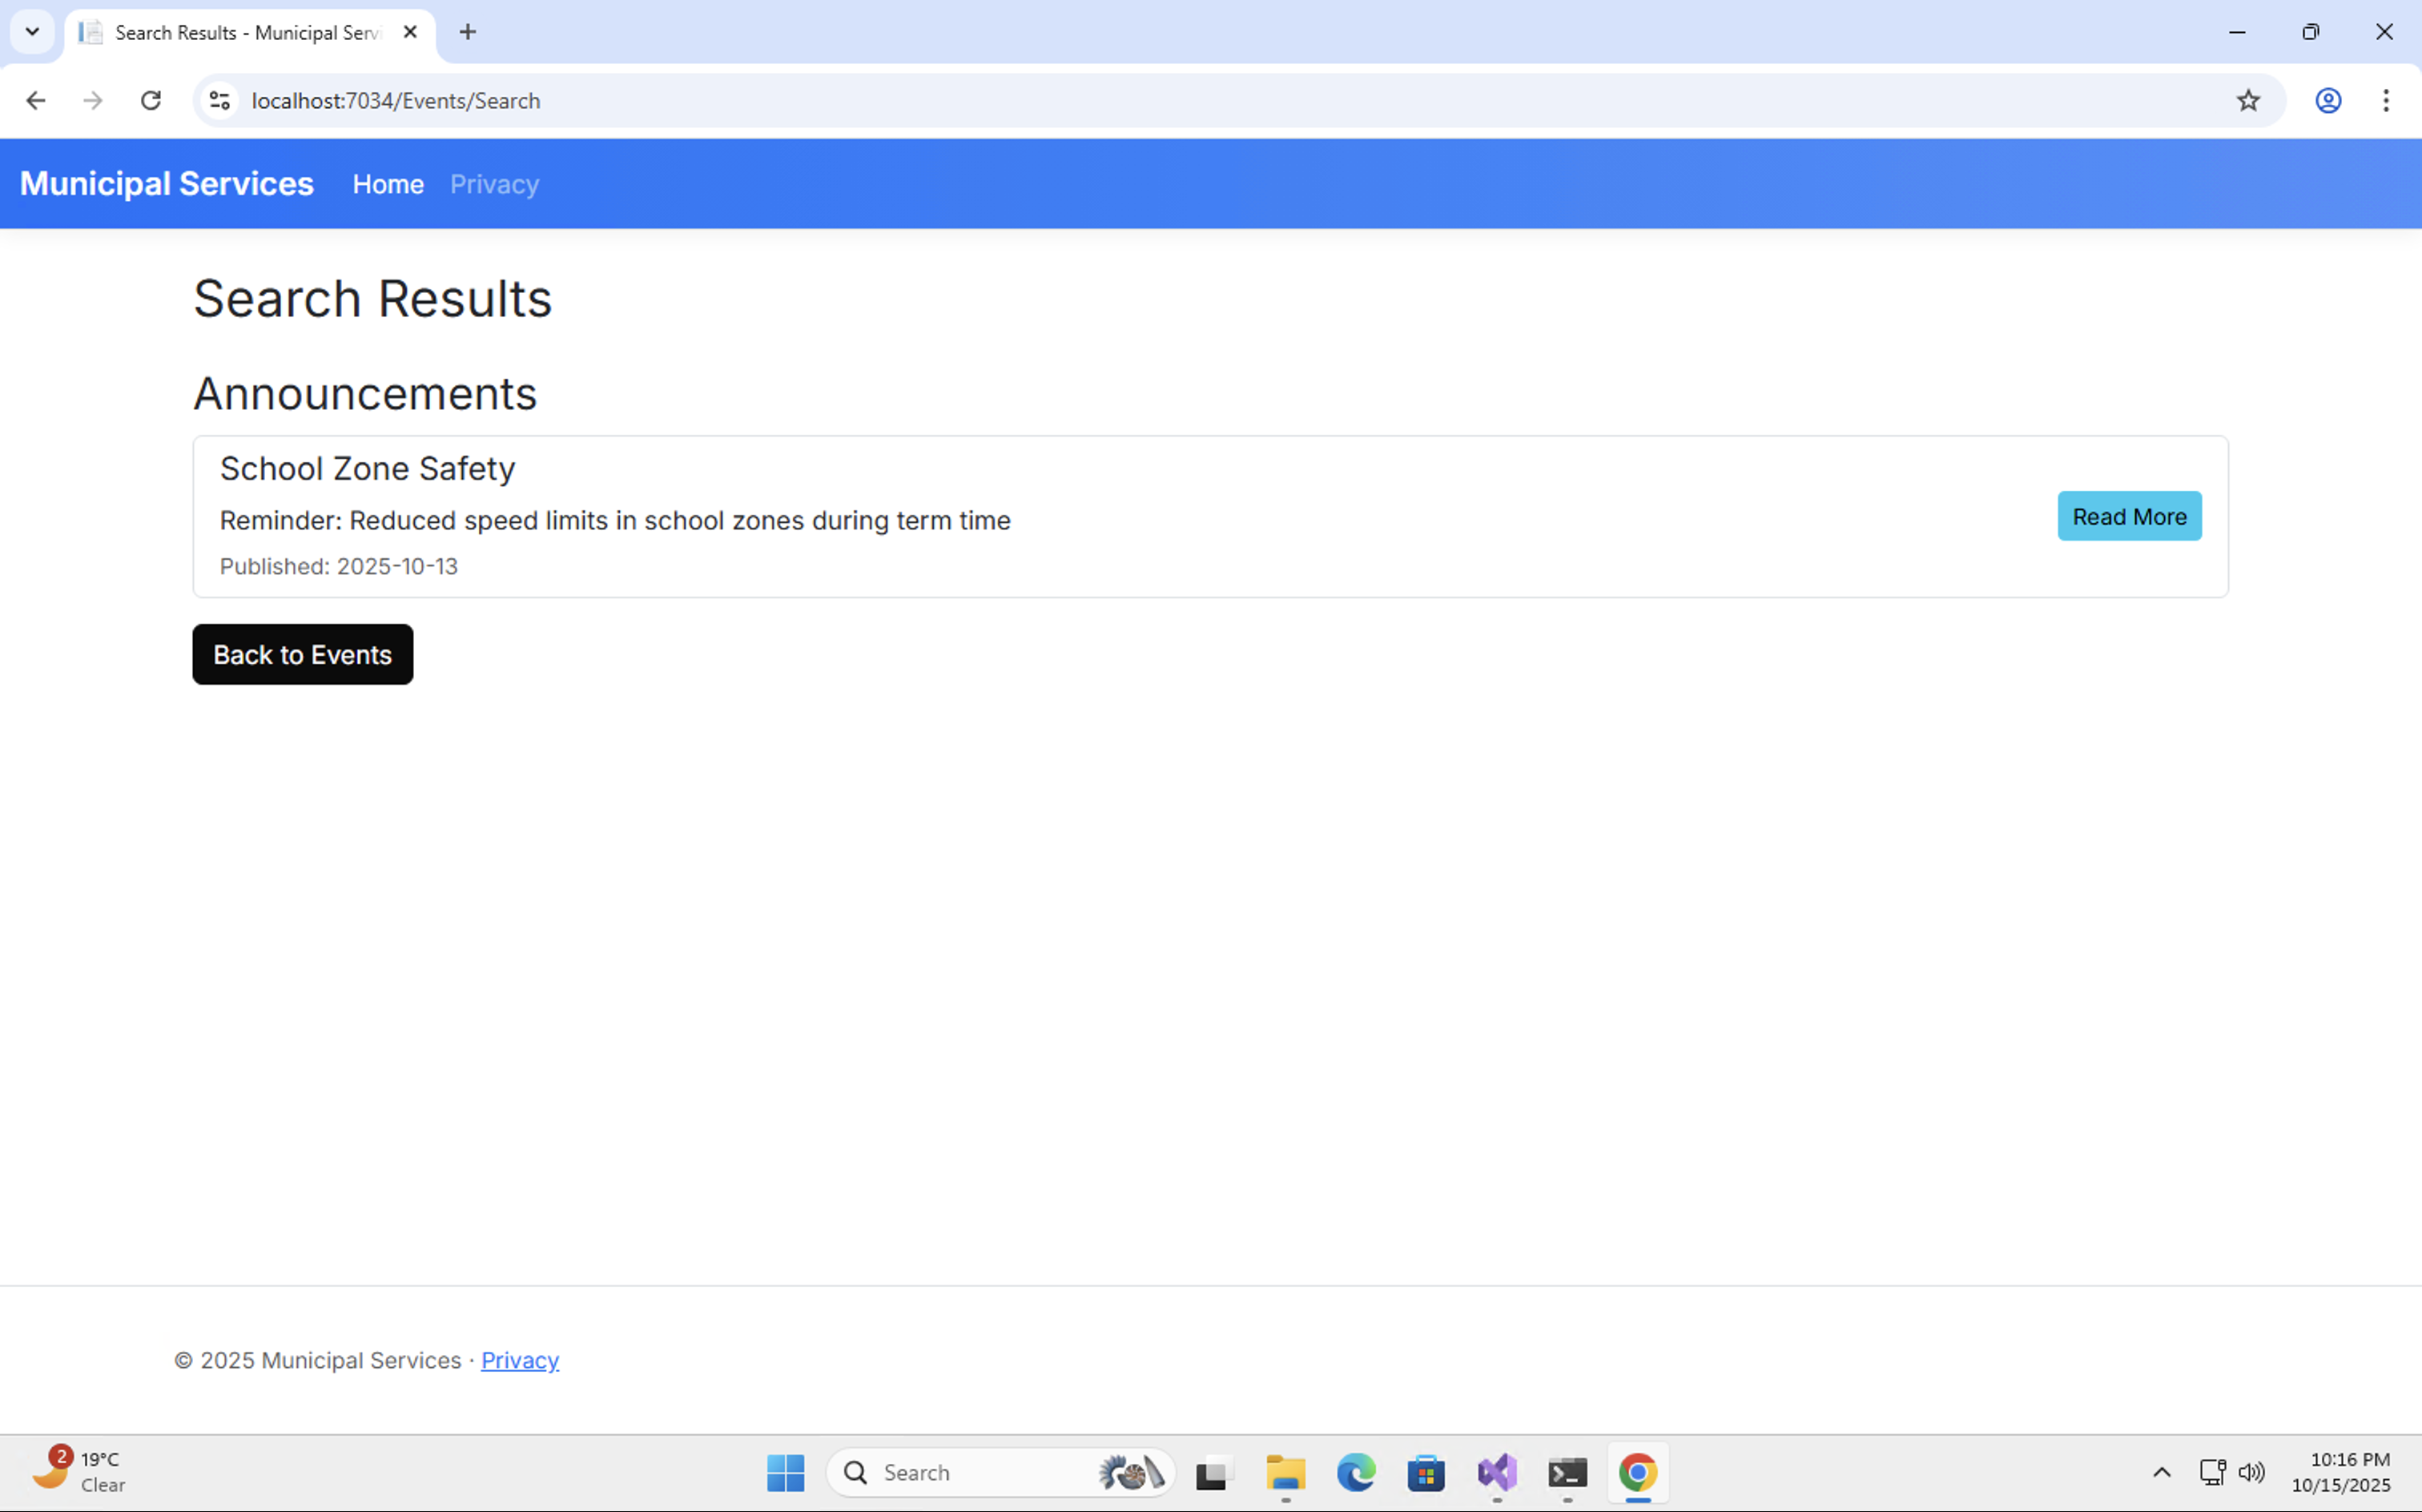 Search Results - Municipal Servi
localhost:7034/Events/Search
Municipal Services Home Privacy
Search Results
Announcements
School Zone Safety
Reminder: Reduced speed limits in school zones during term time
Read More
Published: 2025-10-13
Back to Events
© 2025 Municipal Services · Privacy
2
19°C
Clear
Search
10:16 PM
10/15/2025